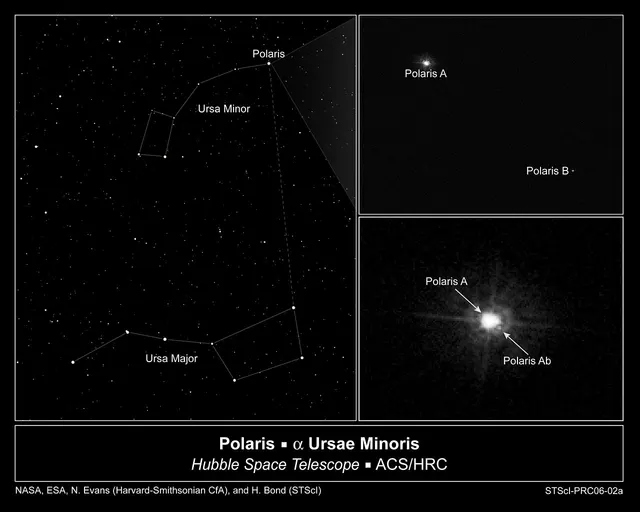 Polaris
Ursa Minor
Ursa Major
Polaris A
Polaris B
Polaris A
Polaris Ab
Polaris ▪ α Ursae Minoris
Hubble Space Telescope ▪ ACS/HRC
NASA, ESA, N. Evans (Harvard-Smithsonian CfA), and H. Bond (STScI)
STScI-PRC06-02a